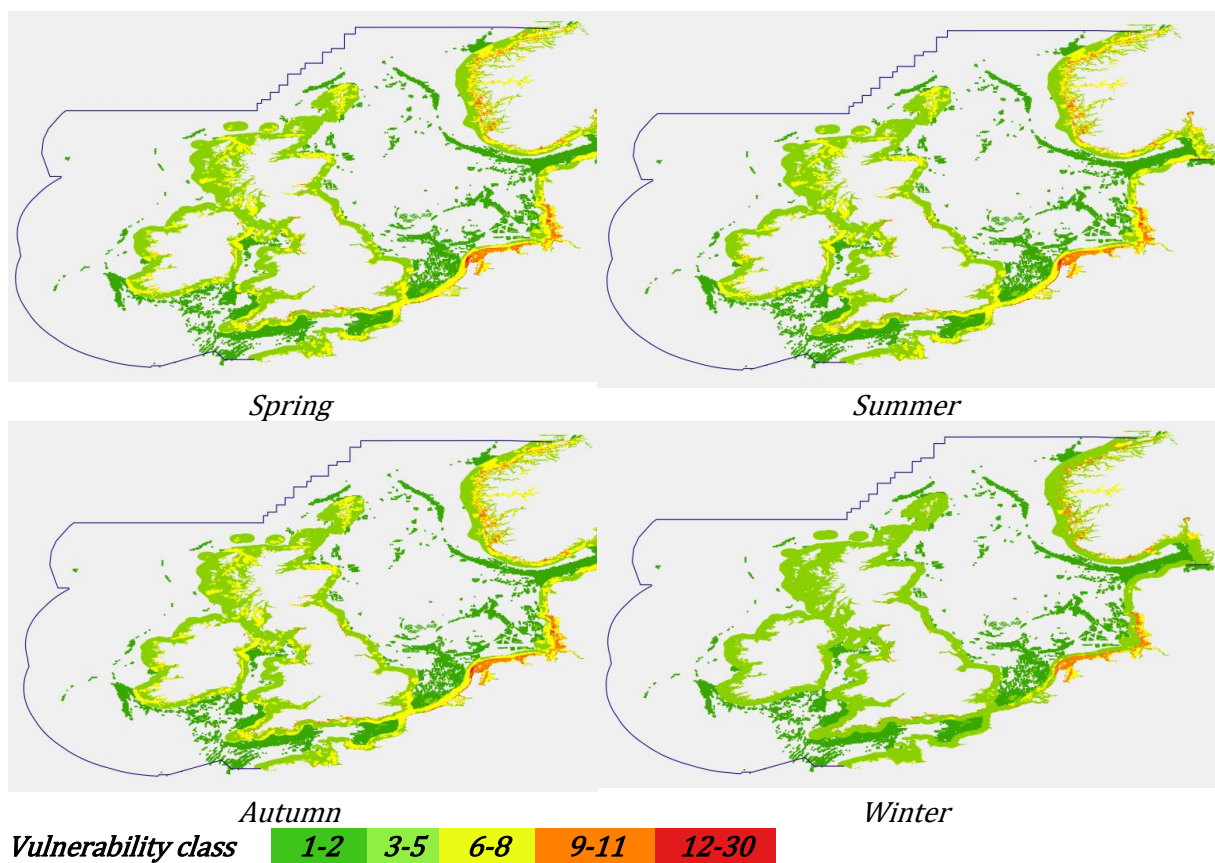 Spring
Summer
Autumn
Winter
Vulnerability class 1-2 3-5 6-8 9-11 12-30